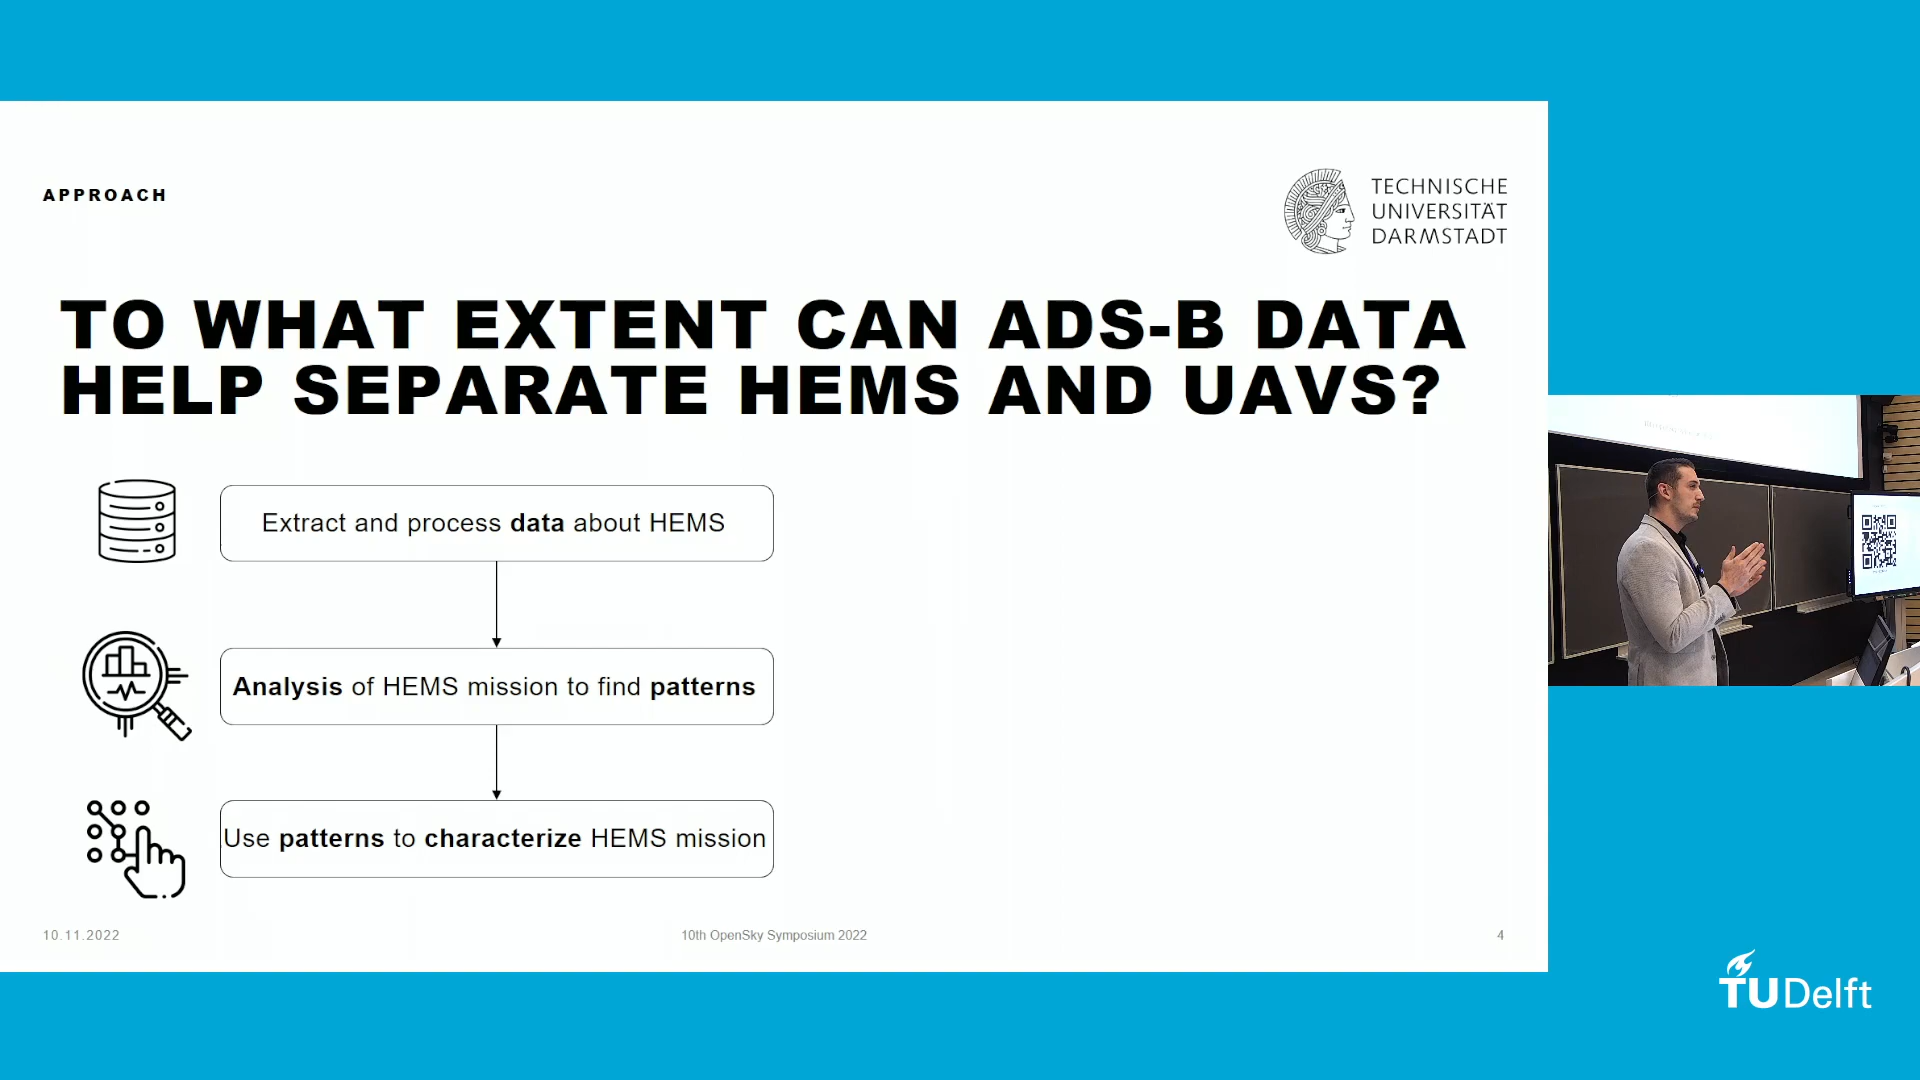 APPROACH
TECHNISCHE
UNIVERSITÄT
DARMSTADT
TO WHAT EXTENT CAN ADS-B DATA
HELP SEPARATE HEMS AND UAVS?
Extract and process data about HEMS
Analysis of HEMS mission to find patterns
Use patterns to characterize HEMS mission
10.11.2022
10th OpenSky Symposium 2022
4
TUDelft